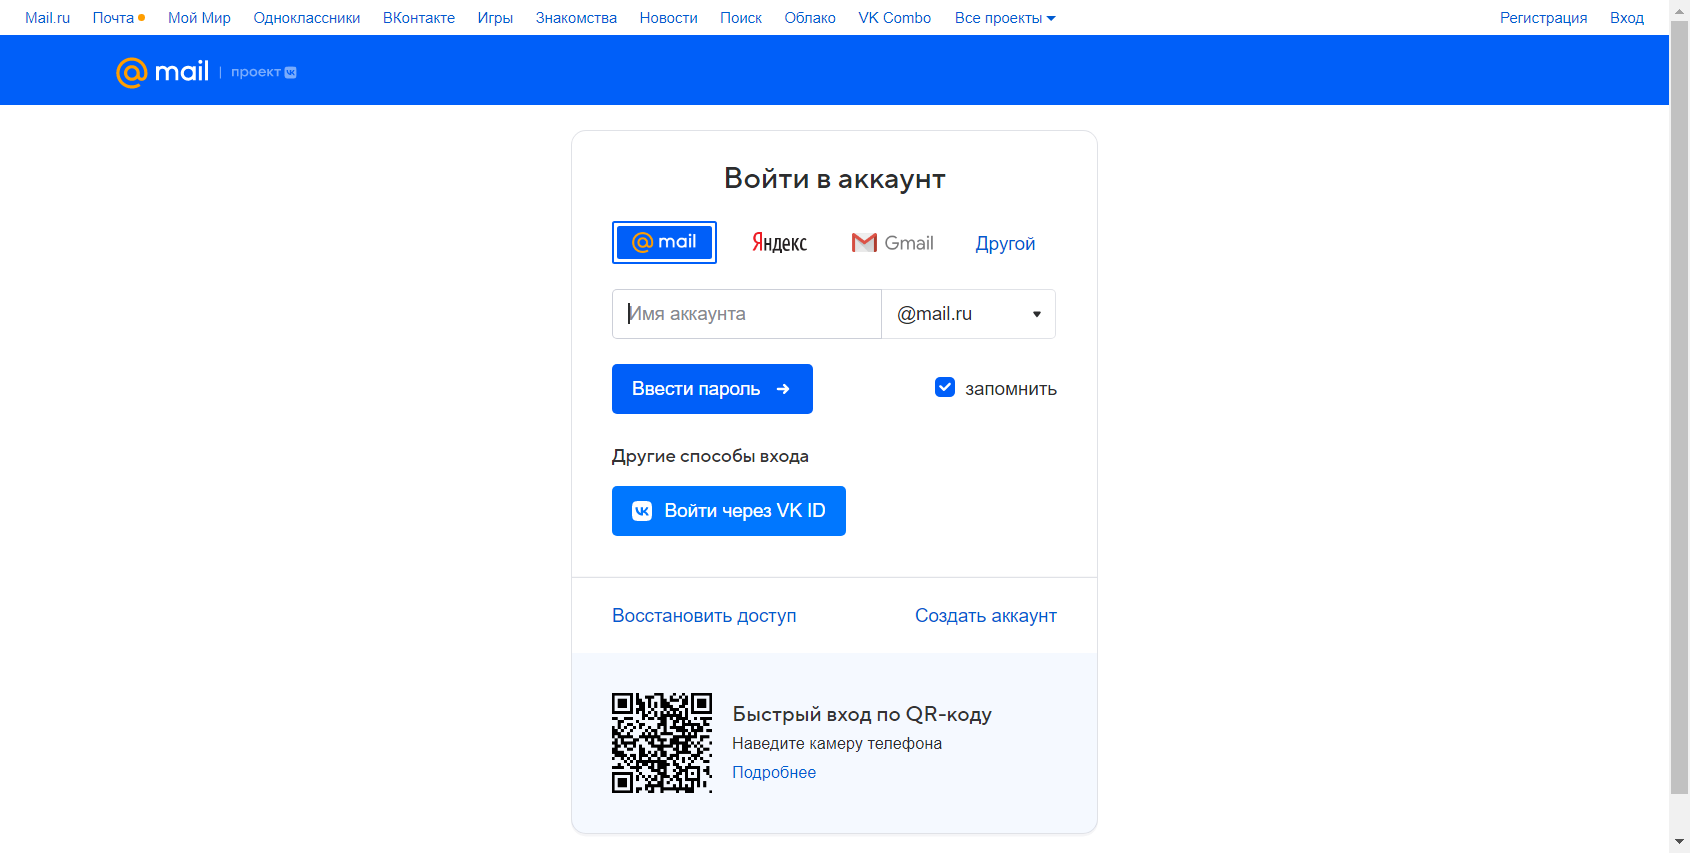 Mail.ru Почта Мой Мир Одноклассники ВКонтакте Игры Знакомства Новости Поиск Облако VK Combo Все проекты Регистрация Вход
@mail | проект
Войти в аккаунт
@mail Яндекс Gmail Другой
Имя аккаунта @mail.ru
Ввести пароль → запомнить
Другие способы входа
Войти через VK ID
Восстановить доступ Создать аккаунт
Быстрый вход по QR-коду
Наведите камеру телефона
Подробнее